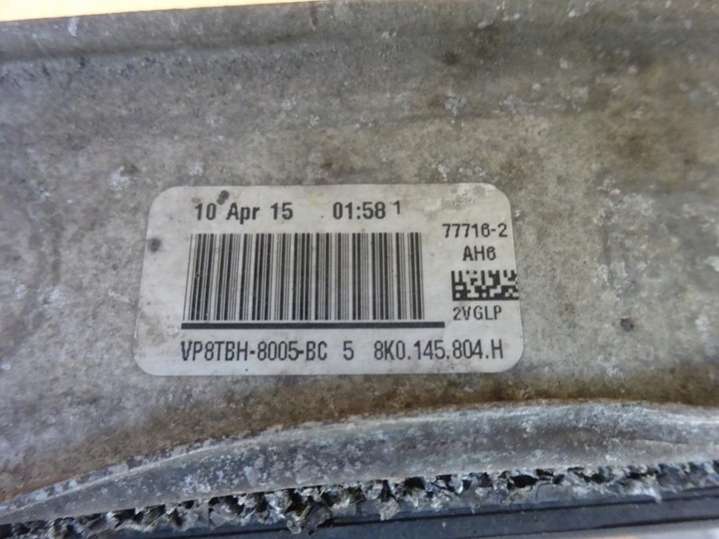 10 Apr 15 01:58 1
77716-2
AH6
2VGLP
VP8TBH-8005-BC 5 8K0.145.804.H